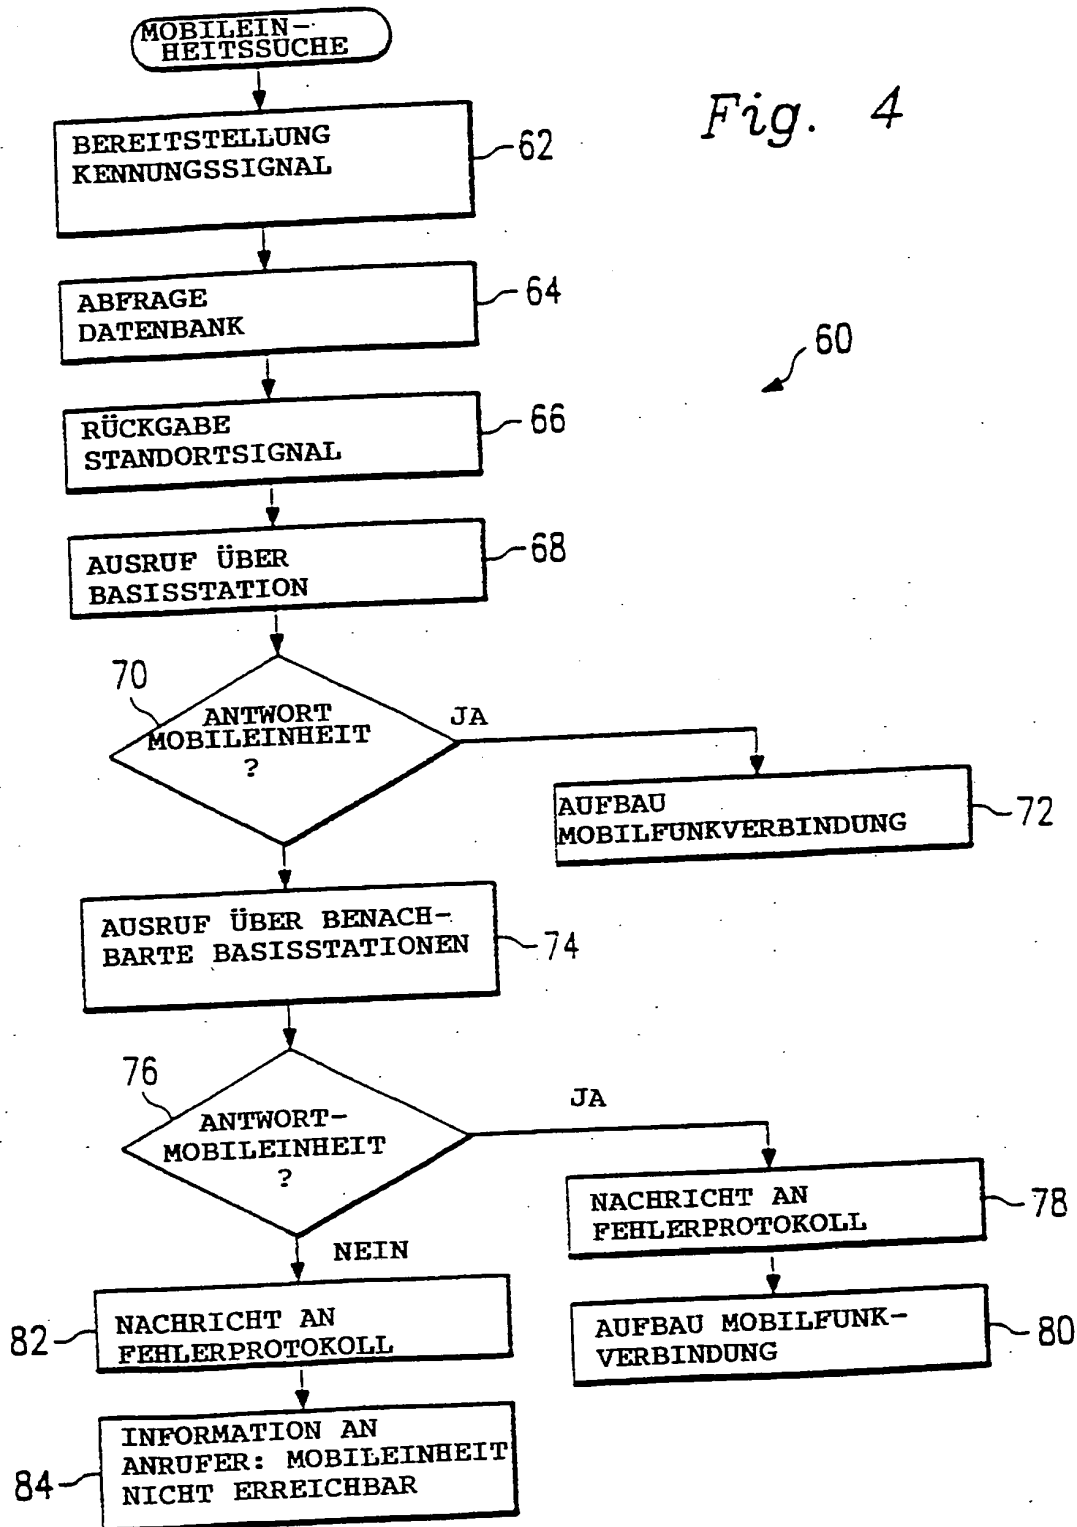 MOBILEIN-
HEITSSUCHE
Fig. 4
BEREITSTELLUNG
KENNUNGSSIGNAL
62
ABFRAGE
DATENBANK
64
60
RÜCKGABE
STANDORTSIGNAL
66
AUSRUF ÜBER
BASISSTATION
68
70
ANTWORT
MOBILEINHEIT
?
JA
AUFBAU
MOBILFUNKVERBINDUNG
72
AUSRUF ÜBER BENACH-
BARTE BASISSTATIONEN
74
76
ANTWORT-
MOBILEINHEIT
?
JA
NEIN
NACHRICHT AN
FEHLERPROTOKOLL
78
AUFBAU MOBILFUNK-
VERBINDUNG
80
82
NACHRICHT AN
FEHLERPROTOKOLL
84
INFORMATION AN
ANRUFER: MOBILEINHEIT
NICHT ERREICHBAR